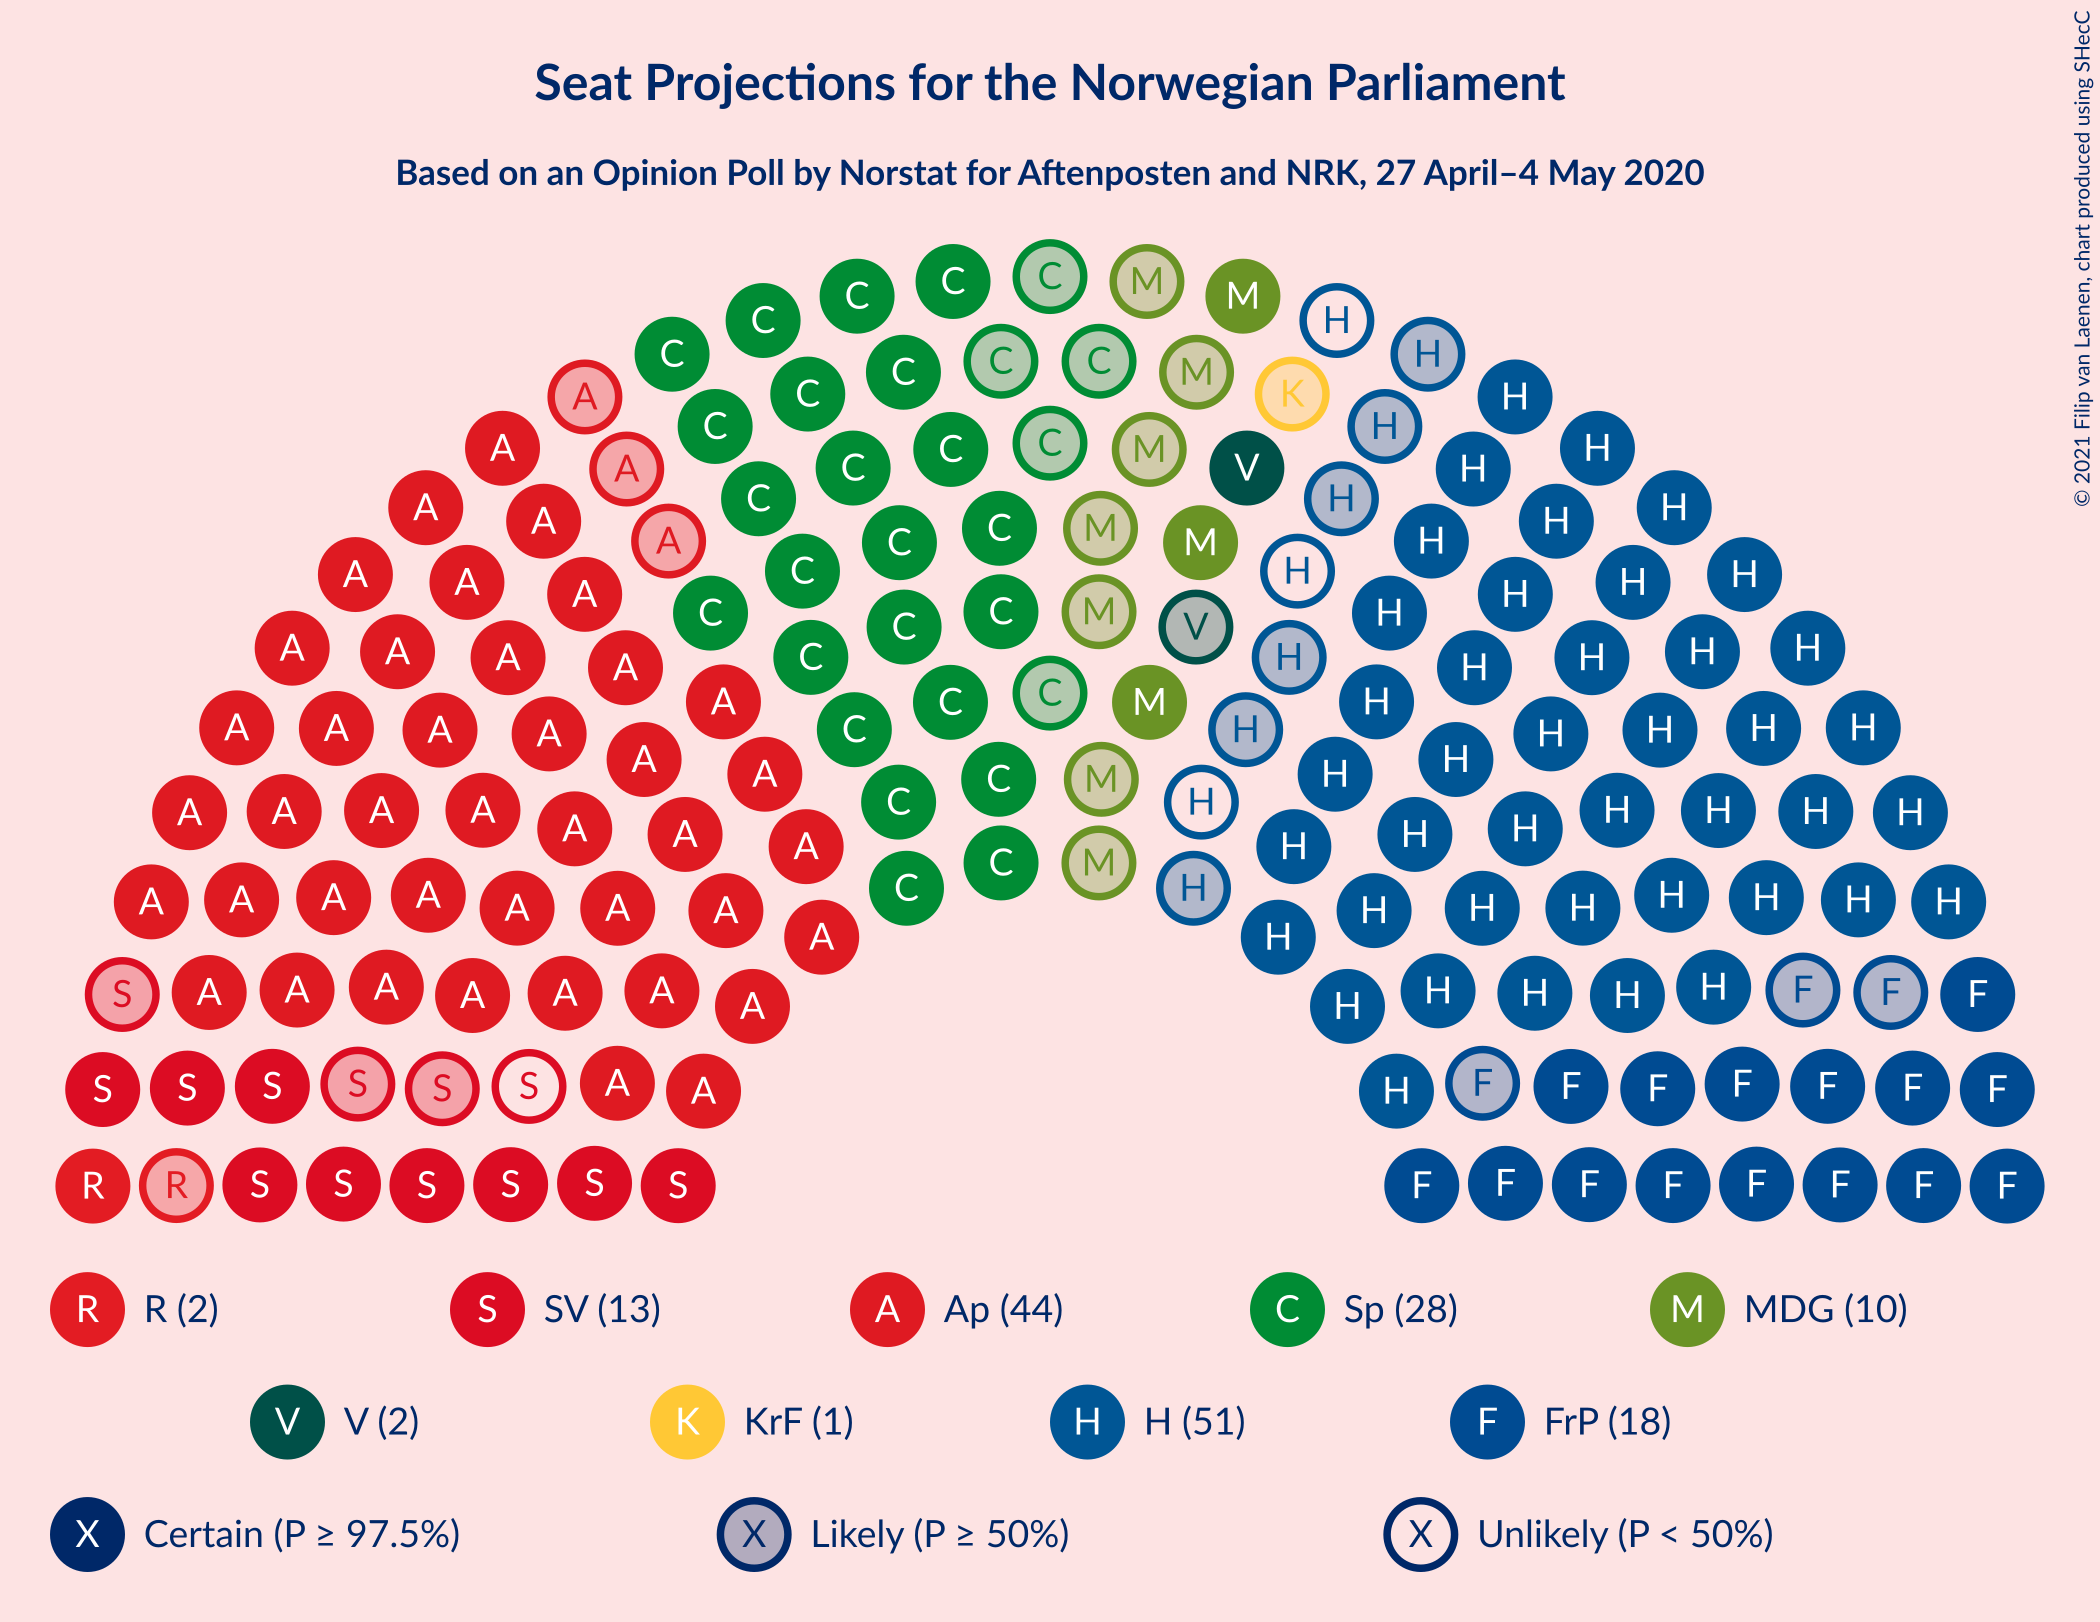 Seat Projections for the Norwegian Parliament
Based on an Opinion Poll by Norstat for Aftenposten and NRK, 27 April–4 May 2020
© 2021 Filip van Laenen, chart produced using SHecC
C C C M M
C C H H
C C C M K H
A C C M H H
A A C C C V H H
A A C C M H H
A A C C M H H
A A C C H H
A A C C M V H H
A A A C C H H H
A A A C C M H H H
A A A A C H H H H
A A A C M H H H
A A A A C H H H H
A A A A A C C M H H H H H
A A A A A C C M H H H H H
A A A A A A A H H H H H H H
S A A A A A A A H H H H H F F F
S S S S S S A A H F F F F F F F
R R S S S S S S F F F F F F F F
R R (2) S SV (13) A Ap (44) C Sp (28) M MDG (10)
V V (2) K KrF (1) H H (51) F FrP (18)
X Certain (P ≥ 97.5%) X Likely (P ≥ 50%) X Unlikely (P < 50%)